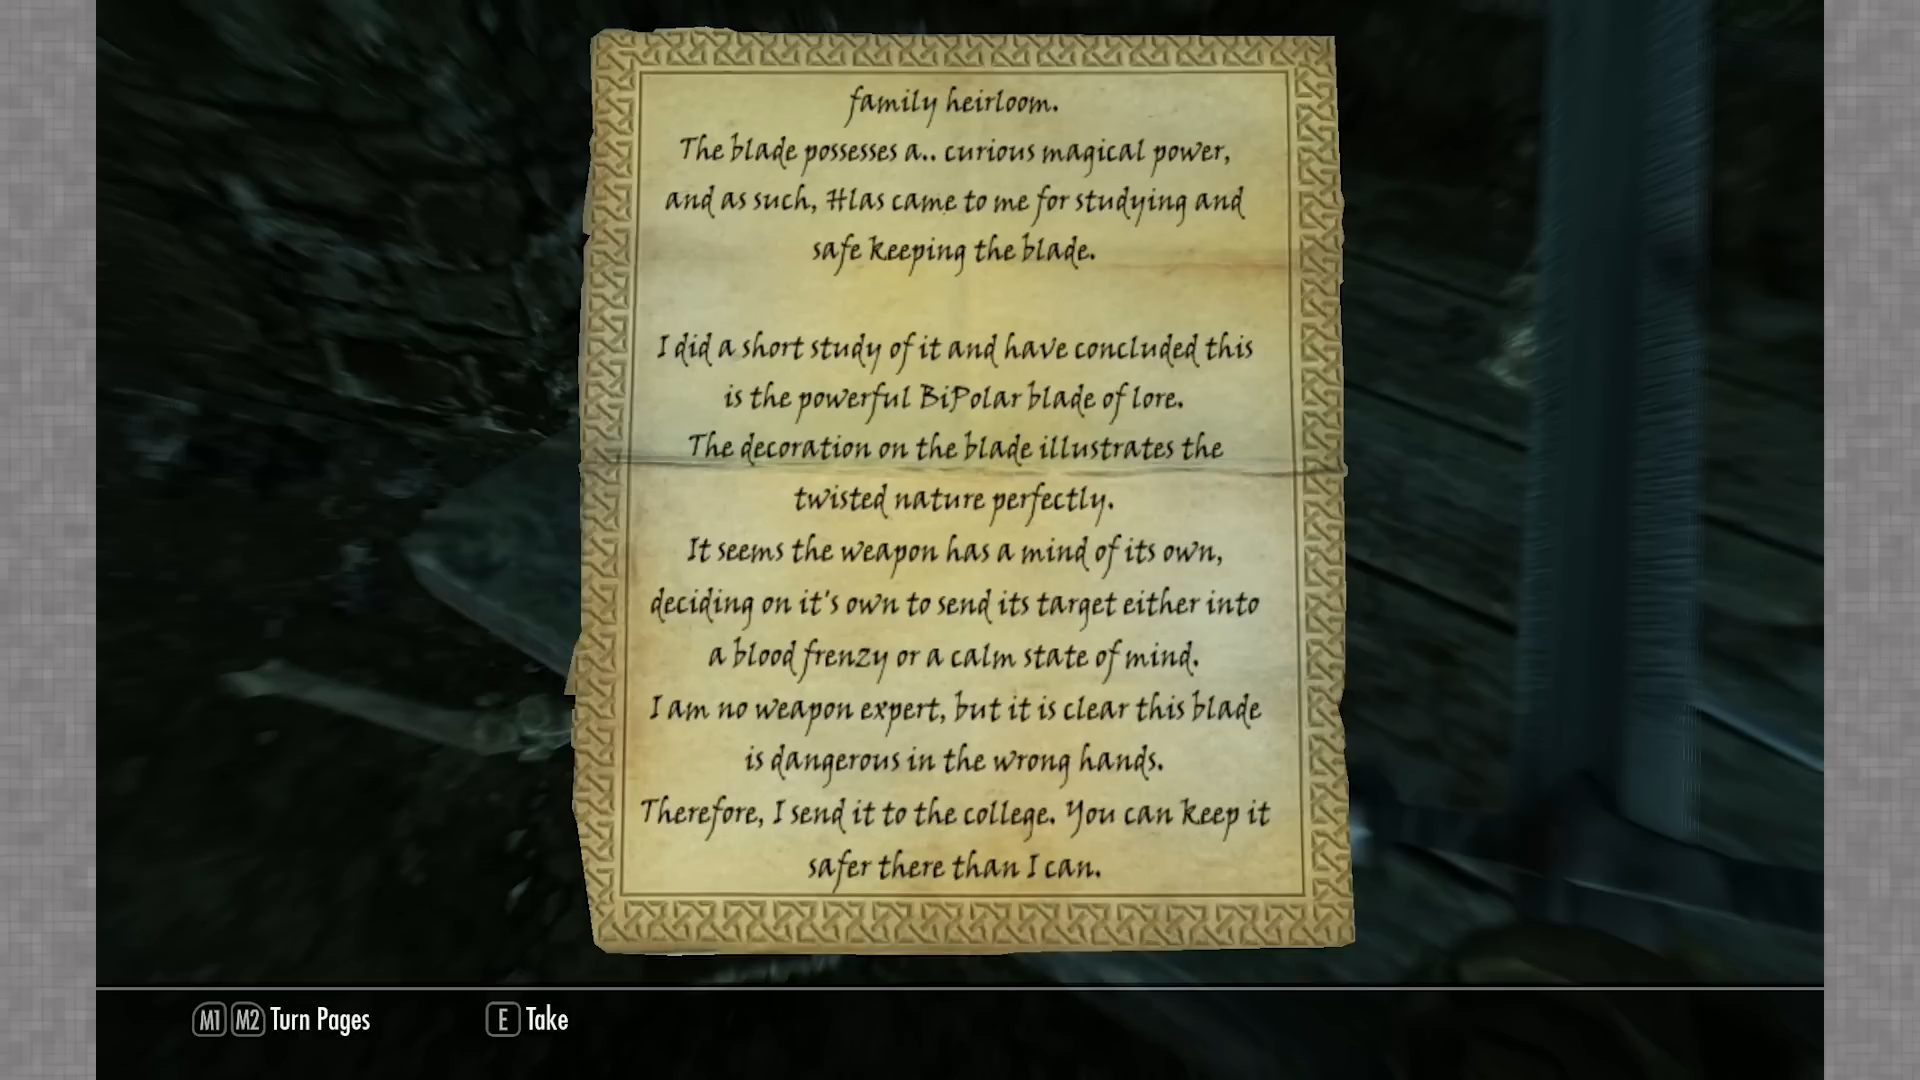 family heirloom.
The blade possesses a.. curious magical power,
and as such, Hlas came to me for studying and
safe keeping the blade.
I did a short study of it and have concluded this
is the powerful BiPolar blade of lore.
The decoration on the blade illustrates the
twisted nature perfectly.
It seems the weapon has a mind of its own,
deciding on it's own to send its target either into
a blood frenzy or a calm state of mind.
I am no weapon expert, but it is clear this blade
is dangerous in the wrong hands.
Therefore, I send it to the college. You can keep it
safer there than I can.
M1 M2 Turn Pages E Take